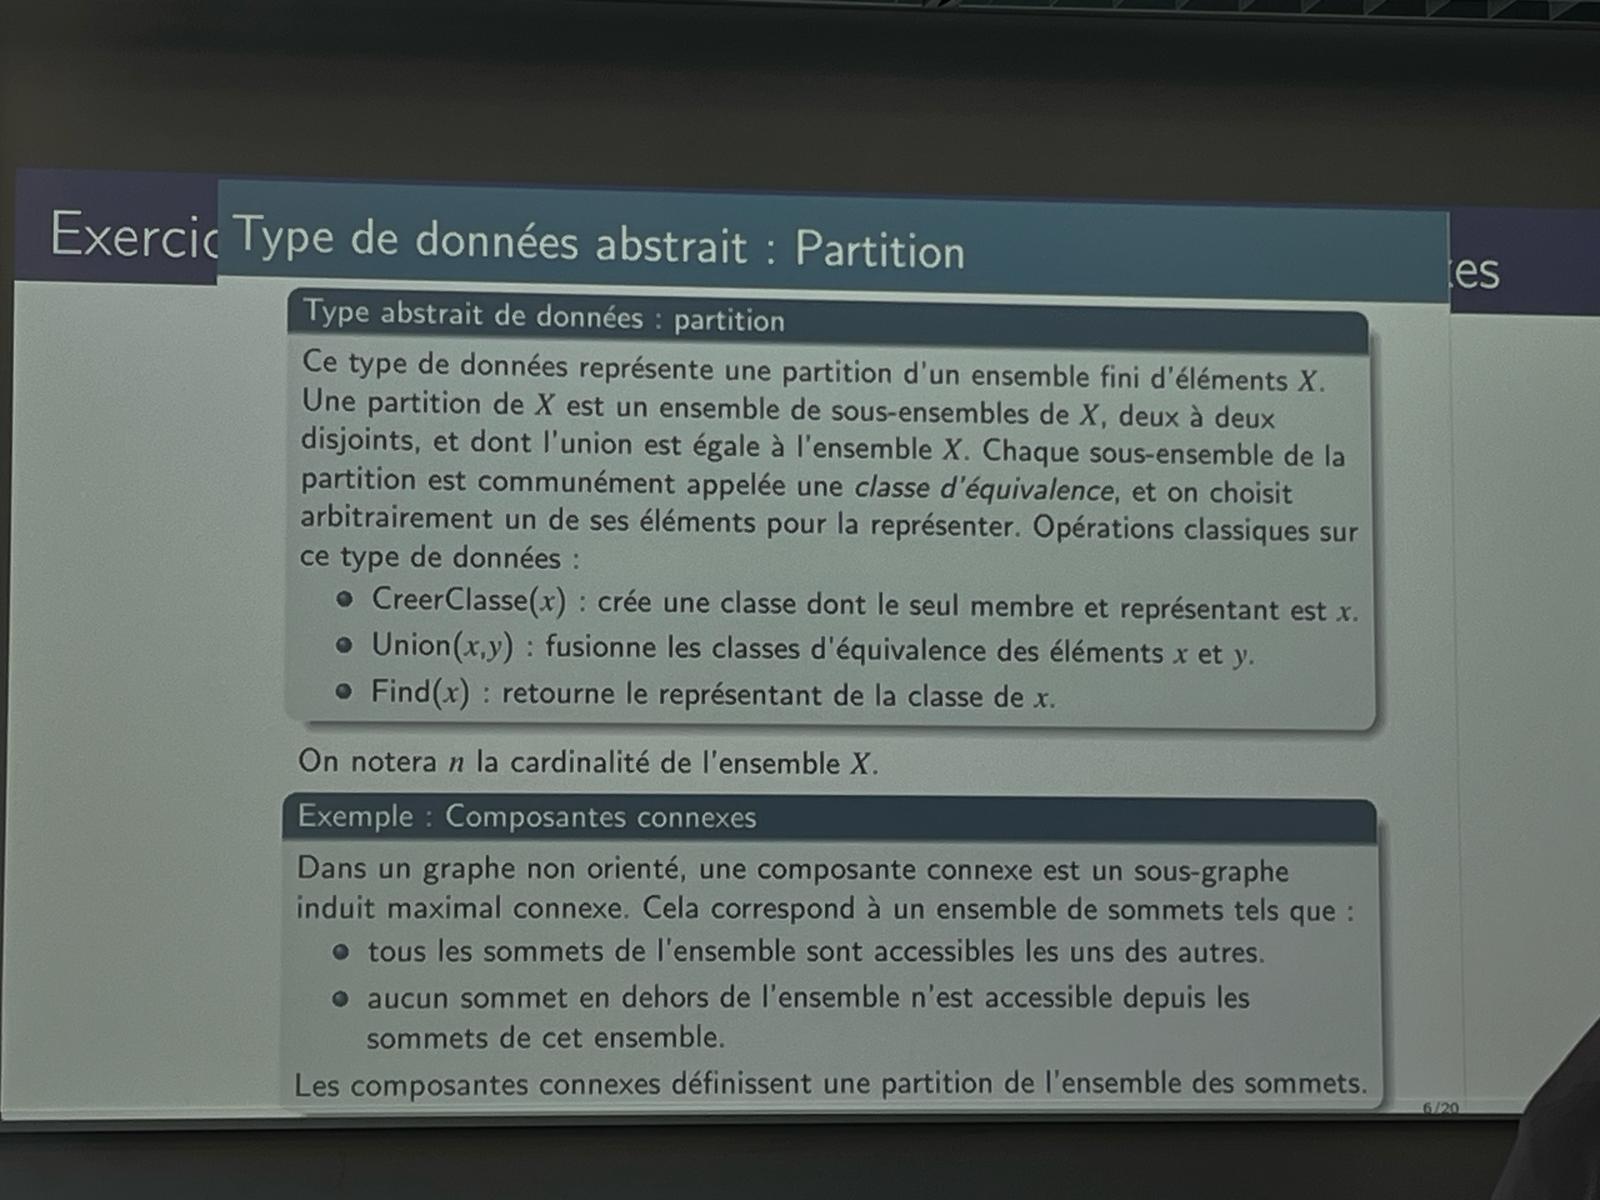 Exercic
Type de données abstrait : Partition
es
Type abstrait de données : partition
Ce type de données représente une partition d'un ensemble fini d'éléments X.
Une partition de X est un ensemble de sous-ensembles de X, deux à deux
disjoints, et dont l'union est égale à l'ensemble X. Chaque sous-ensemble de la
partition est communément appelée une classe d'équivalence, et on choisit
arbitrairement un de ses éléments pour la représenter. Opérations classiques sur
ce type de données :
CreerClasse(x) : crée une classe dont le seul membre et représentant est x.
Union(x,y) : fusionne les classes d'équivalence des éléments x et y.
Find(x) : retourne le représentant de la classe de x.
On notera n la cardinalité de l'ensemble X.
Exemple : Composantes connexes
Dans un graphe non orienté, une composante connexe est un sous-graphe
induit maximal connexe. Cela correspond à un ensemble de sommets tels que :
tous les sommets de l'ensemble sont accessibles les uns des autres.
aucun sommet en dehors de l'ensemble n'est accessible depuis les
sommets de cet ensemble.
Les composantes connexes définissent une partition de l'ensemble des sommets.
6/20